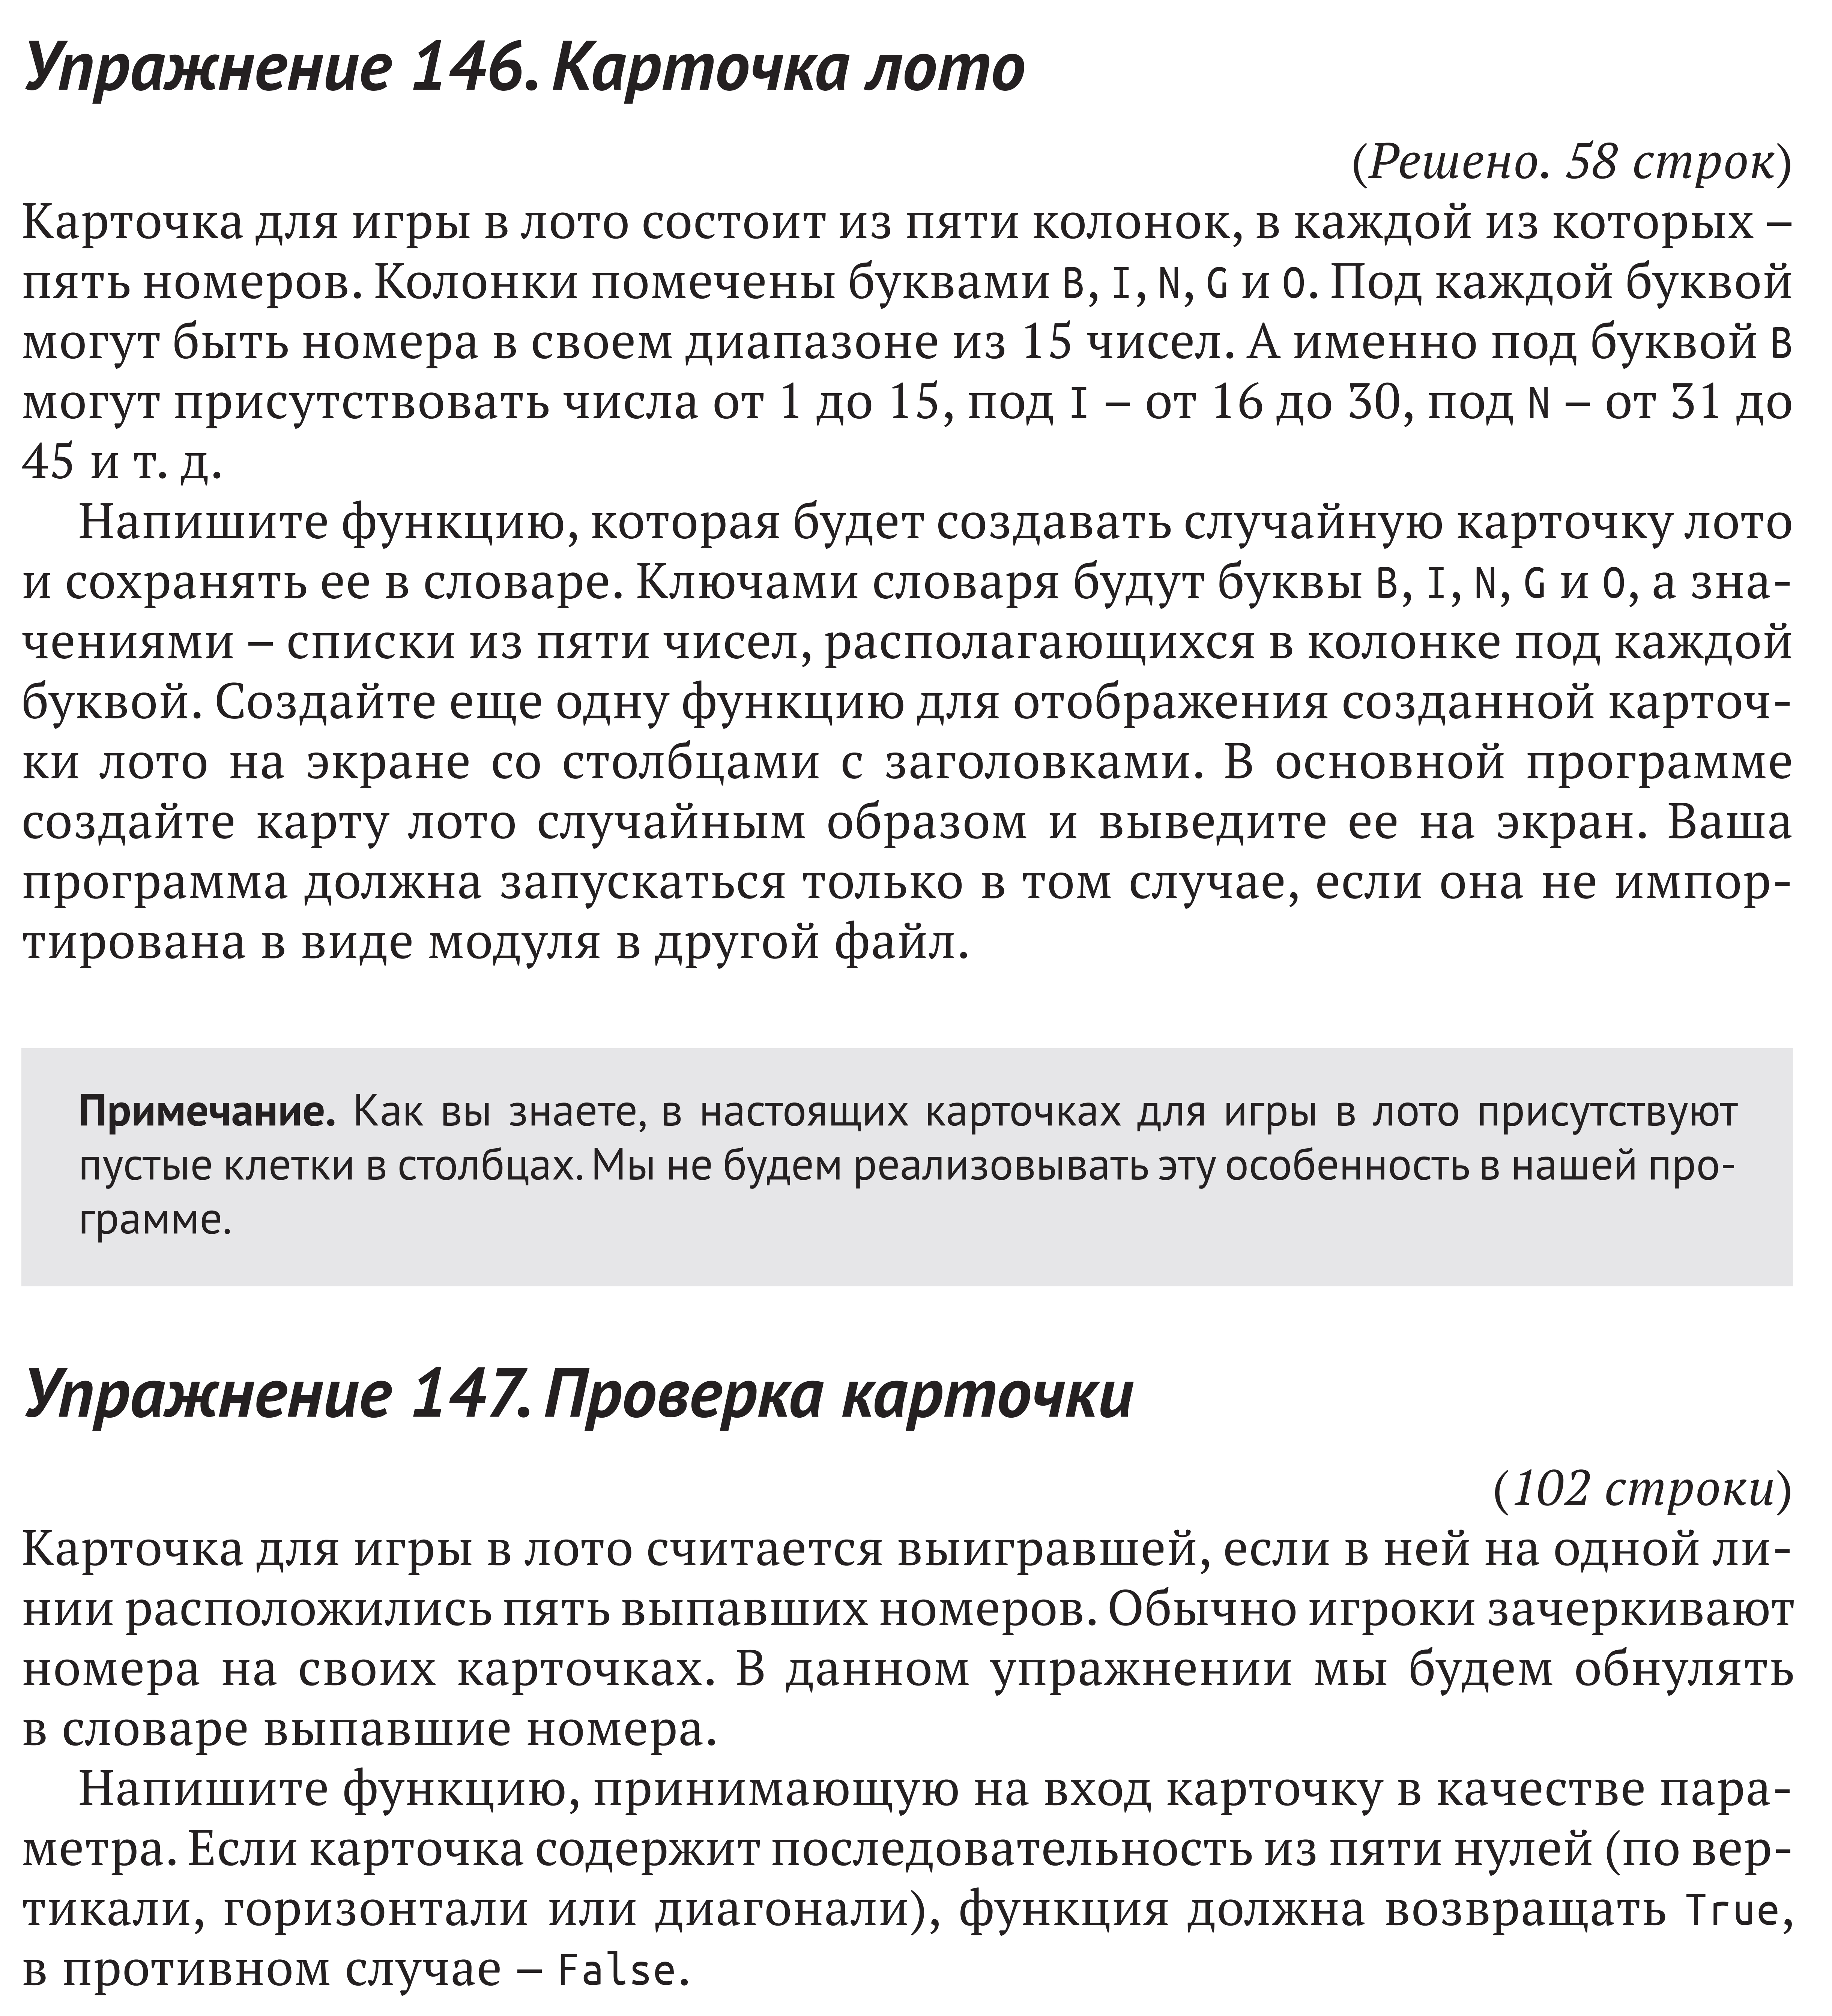 Упражнение 146. Карточка лото
(Решено. 58 строк)
Карточка для игры в лото состоит из пяти колонок, в каждой из которых –
пять номеров. Колонки помечены буквами B, I, N, G и O. Под каждой буквой
могут быть номера в своем диапазоне из 15 чисел. А именно под буквой B
могут присутствовать числа от 1 до 15, под I – от 16 до 30, под N – от 31 до
45 и т. д.
Напишите функцию, которая будет создавать случайную карточку лото
и сохранять ее в словаре. Ключами словаря будут буквы B, I, N, G и O, а зна-
чениями – списки из пяти чисел, располагающихся в колонке под каждой
буквой. Создайте еще одну функцию для отображения созданной карточ-
ки лото на экране со столбцами с заголовками. В основной программе
создайте карту лото случайным образом и выведите ее на экран. Ваша
программа должна запускаться только в том случае, если она не импор-
тирована в виде модуля в другой файл.
Примечание. Как вы знаете, в настоящих карточках для игры в лото присутствуют
пустые клетки в столбцах. Мы не будем реализовывать эту особенность в нашей про-
грамме.
Упражнение 147. Проверка карточки
(102 строки)
Карточка для игры в лото считается выигравшей, если в ней на одной ли-
нии расположились пять выпавших номеров. Обычно игроки зачеркивают
номера на своих карточках. В данном упражнении мы будем обнулять
в словаре выпавшие номера.
Напишите функцию, принимающую на вход карточку в качестве пара-
метра. Если карточка содержит последовательность из пяти нулей (по вер-
тикали, горизонтали или диагонали), функция должна возвращать True,
в противном случае – False.